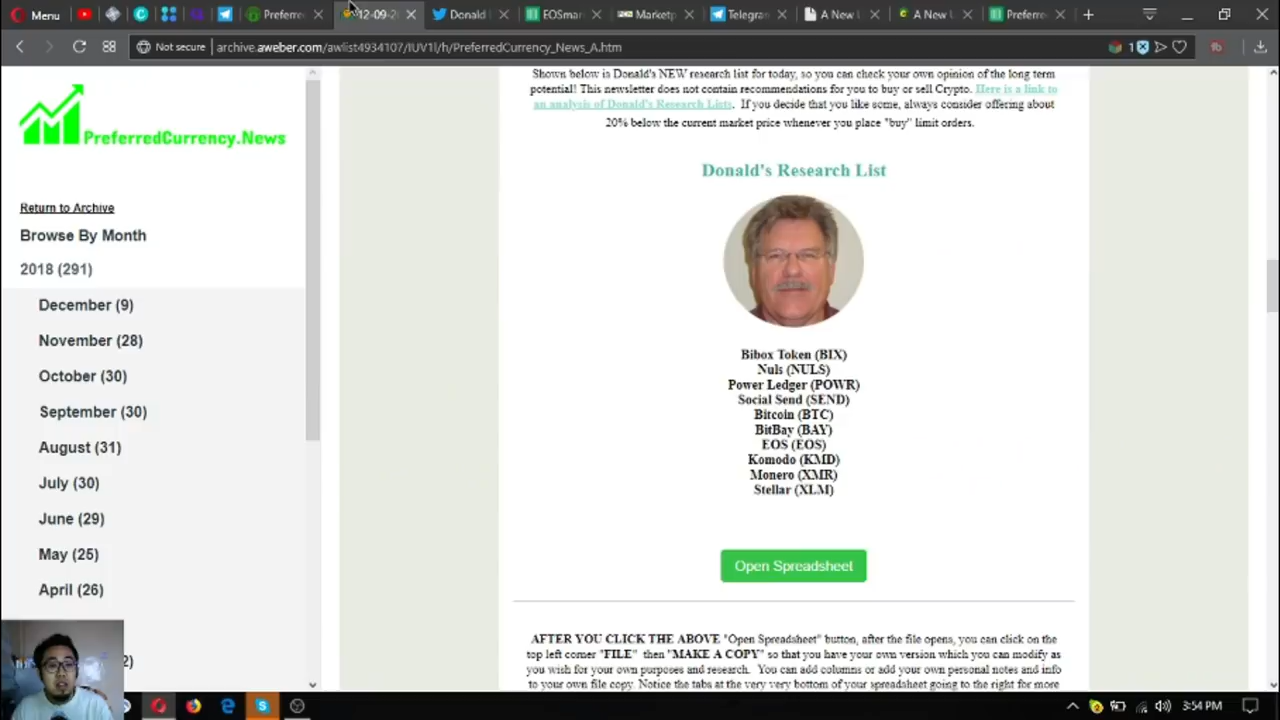 Menu
Preferre
12-09-2
Donald
EOSmar
Marketp
Telegran
A New L
A New L
Preferre
Not secure
archive.aweber.com/awlist4934107/IUV1l/h/PreferredCurrency_News_A.htm
1
PreferredCurrency.News
Return to Archive
Browse By Month
2018 (291)
December (9)
November (28)
October (30)
September (30)
August (31)
July (30)
June (29)
May (25)
April (26)
2)
Shown below is Donald's NEW research list for today, so you can check your own opinion of the long term
potential! This newsletter does not contain recommendations for you to buy or sell Crypto. Here is a link to
an analysis of Donald's Research Lists. If you decide that you like some, always consider offering about
20% below the current market price whenever you place "buy" limit orders.
Donald's Research List
Bibox Token (BIX)
Nuls (NULS)
Power Ledger (POWR)
Social Send (SEND)
Bitcoin (BTC)
BitBay (BAY)
EOS (EOS)
Komodo (KMD)
Monero (XMR)
Stellar (XLM)
Open Spreadsheet
AFTER YOU CLICK THE ABOVE "Open Spreadsheet" button, after the file opens, you can click on the
top left corner "FILE" then "MAKE A COPY" so that you have your own version which you can modify as
you wish for your own purposes and research. You can add columns or add your own personal notes and info
to your own file copy. Notice the tabs at the very very bottom of your spreadsheet going to the right for more
3:54 PM